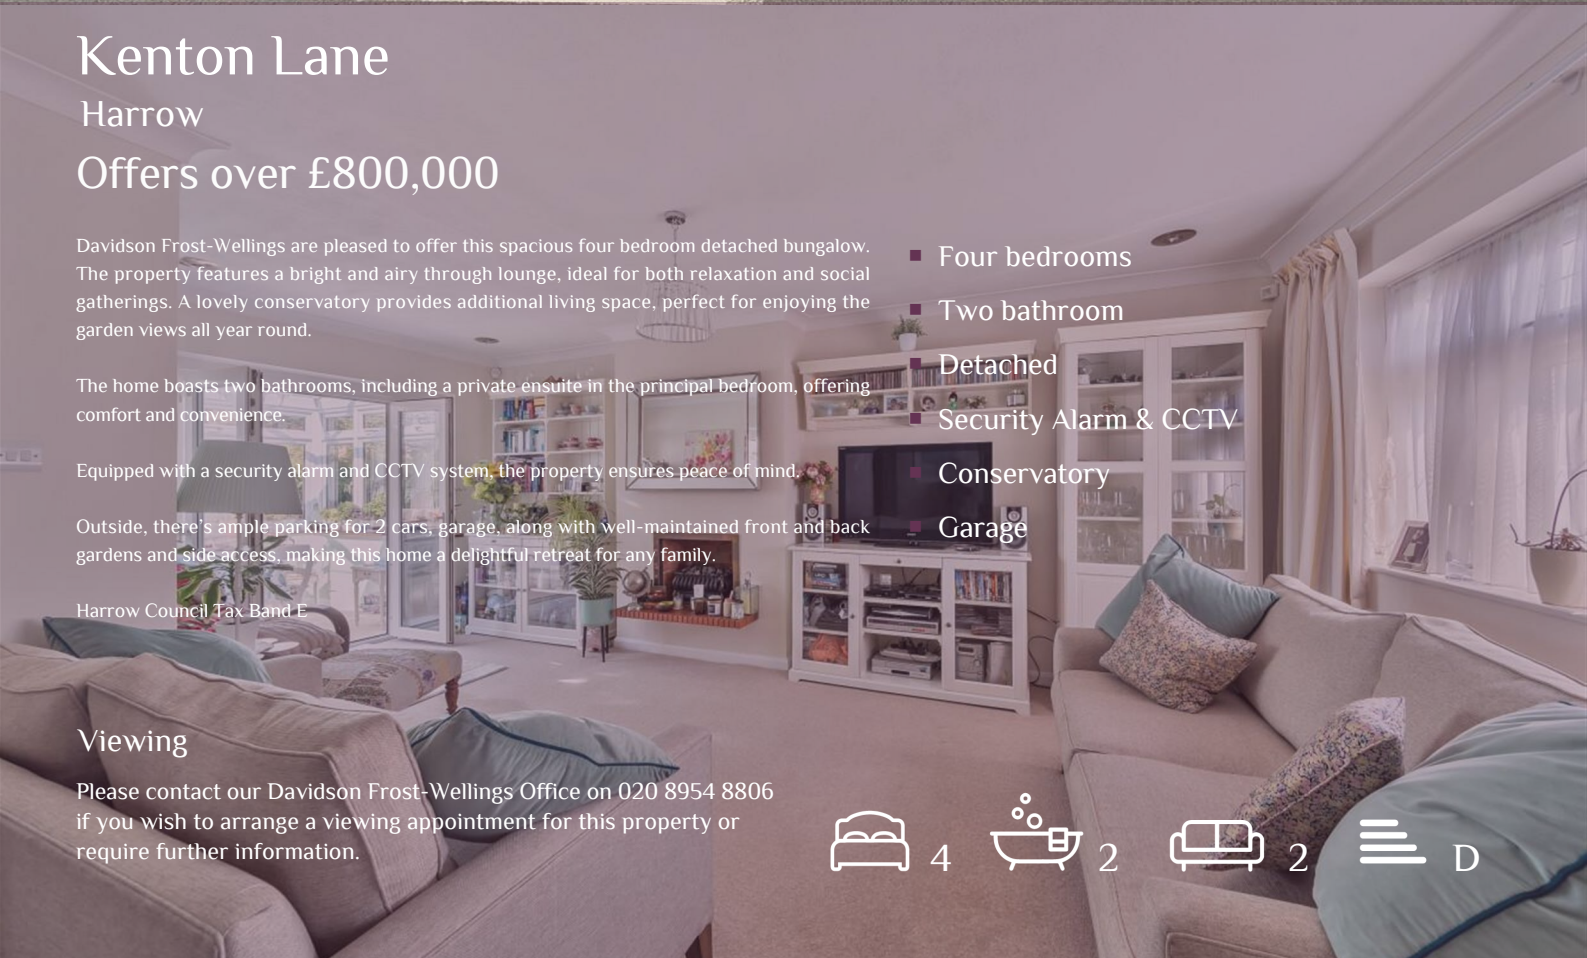 Kenton Lane
Harrow
Offers over £800,000
Davidson Frost-Wellings are pleased to offer this spacious four bedroom detached bungalow.
The property features a bright and airy through lounge, ideal for both relaxation and social
gatherings. A lovely conservatory provides additional living space, perfect for enjoying the
garden views all year round.
The home boasts two bathrooms, including a private ensuite in the principal bedroom, offering
comfort and convenience.
Equipped with a security alarm and CCTV system, the property ensures peace of mind.
Outside, there's ample parking for 2 cars, garage, along with well-maintained front and back
gardens and side access, making this home a delightful retreat for any family.
Harrow Council Tax Band E
Four bedrooms
Two bathroom
Detached
Security Alarm & CCTV
Conservatory
Garage
Viewing
Please contact our Davidson Frost-Wellings Office on 020 8954 8806
if you wish to arrange a viewing appointment for this property or
require further information.
4 2 2 D